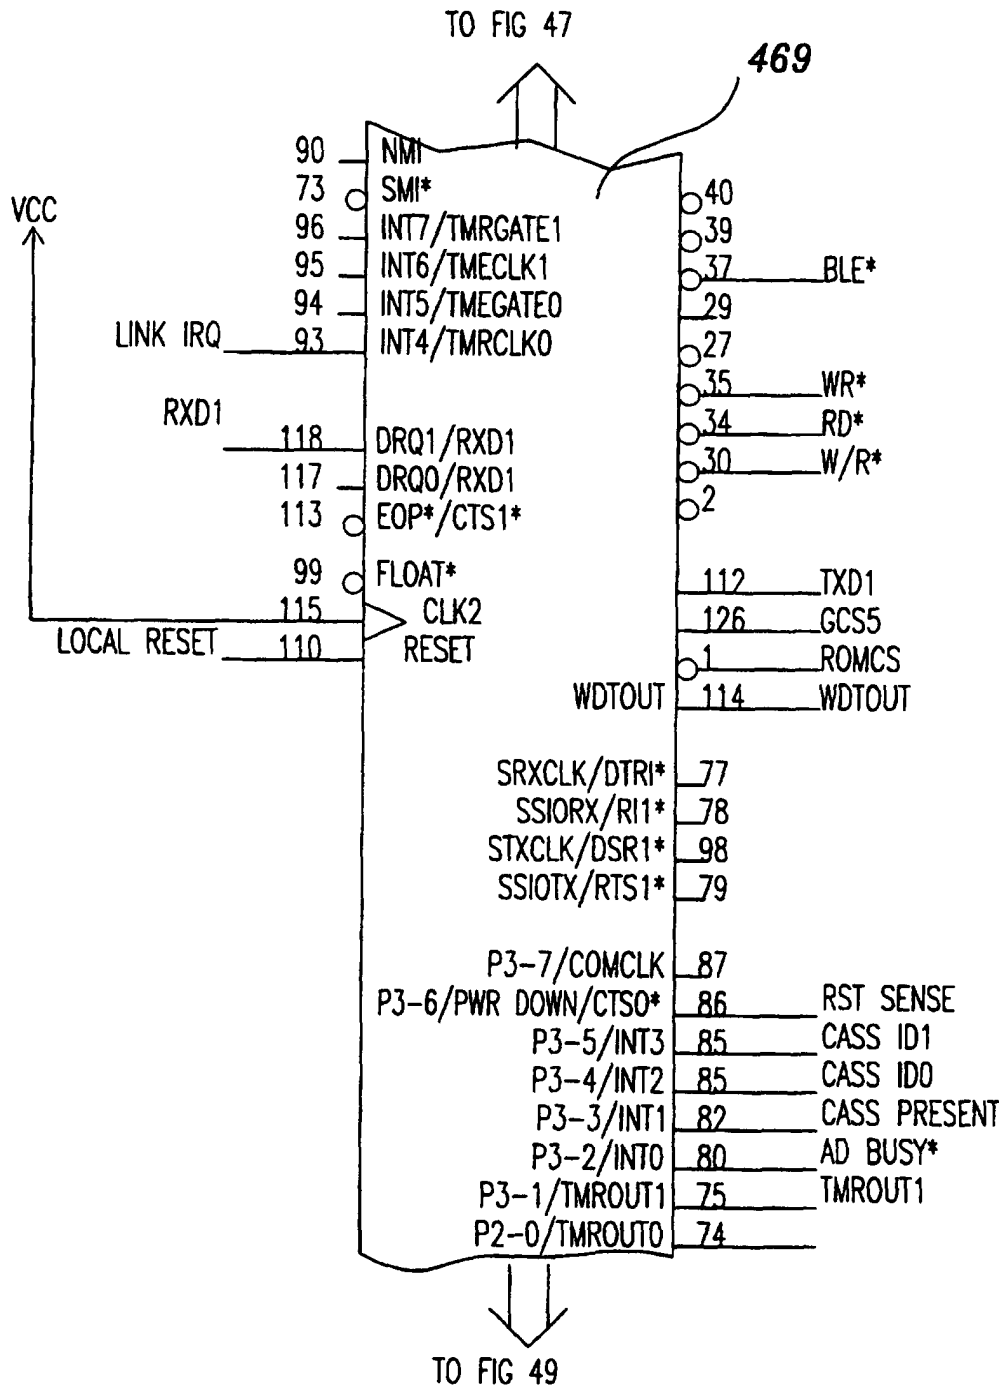 TO FIG 47
469
90 NMI
73 SMI*
96 INT7/TMRGATE1
95 INT6/TMECLK1
94 INT5/TMEGATE0
LINK IRQ 93 INT4/TMRCLK0
RXD1 118 DRQ1/RXD1
117 DRQ0/RXD1
113 EOP*/CTS1*
99 FLOAT*
VCC
115 CLK2
LOCAL RESET 110 RESET
40
39
37 BLE*
29
27
35 WR*
34 RD*
30 W/R*
2
112 TXD1
126 GCS5
1 ROMCS
WDTOUT 114 WDTOUT
SRXCLK/DTRI* 77
SSIORX/RI1* 78
STXCLK/DSR1* 98
SSIOTX/RTS1* 79
P3-7/COMCLK 87
P3-6/PWR DOWN/CTS0* 86 RST SENSE
P3-5/INT3 85 CASS ID1
P3-4/INT2 85 CASS ID0
P3-3/INT1 82 CASS PRESENT
P3-2/INT0 80 AD BUSY*
P3-1/TMROUT1 75 TMROUT1
P2-0/TMROUT0 74
TO FIG 49